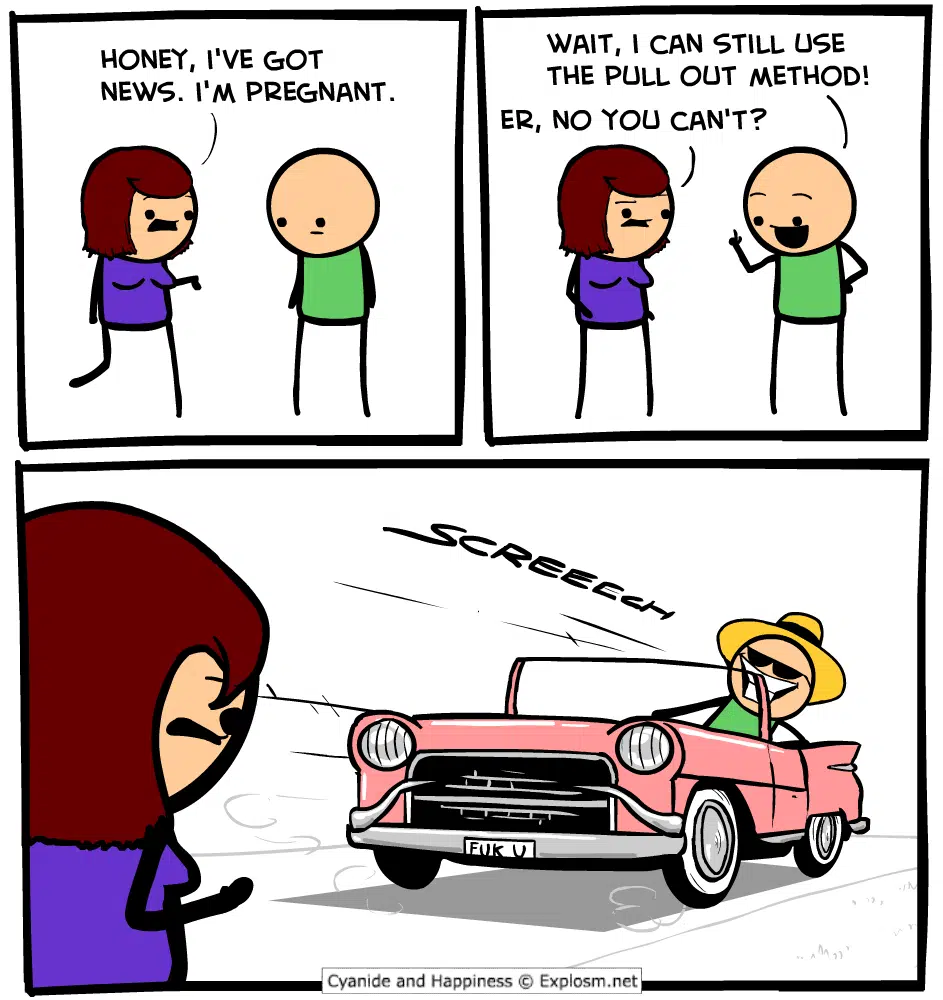 HONEY, I'VE GOT
NEWS. I'M PREGNANT.
WAIT, I CAN STILL USE
THE PULL OUT METHOD!
ER, NO YOU CAN'T?
SCREEECH
FUK U
Cyanide and Happiness © Explosm.net